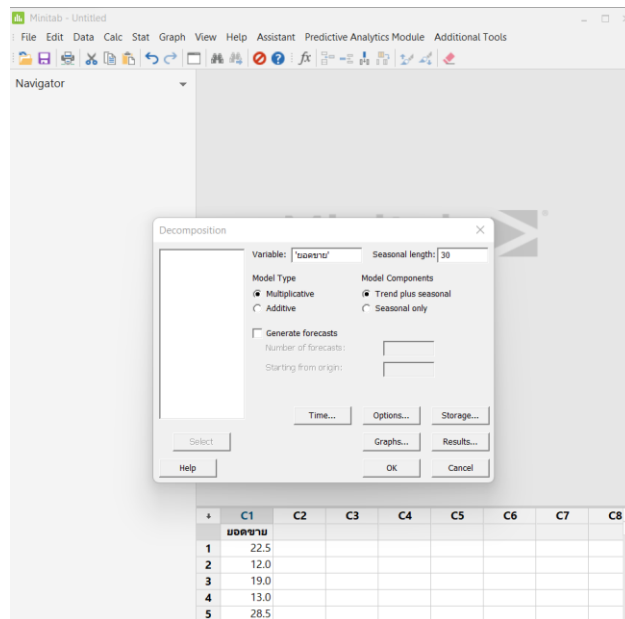 Minitab - Untitled
File Edit Data Calc Stat Graph View Help Assistant Predictive Analytics Module Additional Tools
Navigator
Decomposition
Variable: 'ยอดขาย' Seasonal length: 30
Model Type Model Components
Multiplicative Trend plus seasonal
Additive Seasonal only
Generate forecasts
Number of forecasts:
Starting from origin:
Time... Options... Storage...
Select Graphs... Results...
Help OK Cancel
C1 C2 C3 C4 C5 C6 C7 C8
ยอดขาย
1 22.5
2 12.0
3 19.0
4 13.0
5 28.5